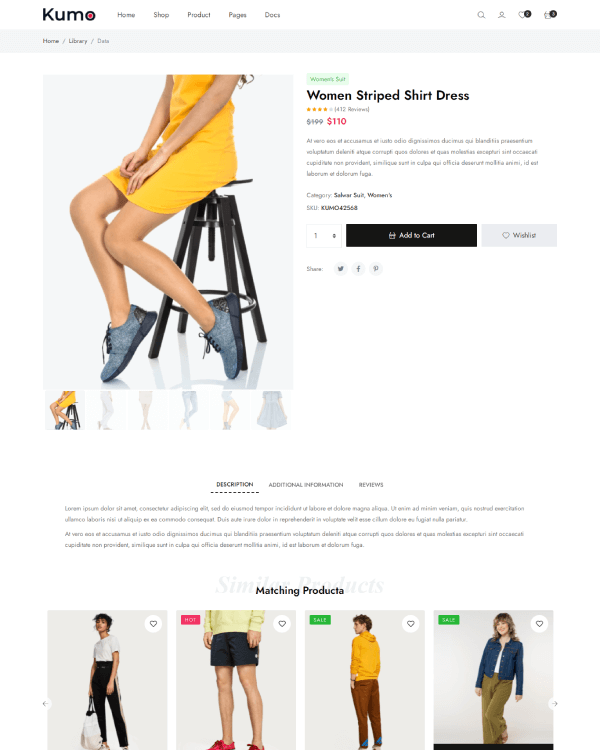 Kumo
Home Shop Product Pages Docs
2 3
Home / Library / Data
Women's Suit
Women Striped Shirt Dress
(412 Reviews)
$199 $110
At vero eos et accusamus et iusto odio dignissimos ducimus qui blanditiis praesentium
voluptatum deleniti atque corrupti quos dolores et quas molestias excepturi sint occaecati
cupiditate non provident, similique sunt in culpa qui officia deserunt mollitia animi, id est
laborum et dolorum fuga.
Category: Salwar Suit, Women's
SKU: KUMO42568
1 Add to Cart Wishlist
Share:
DESCRIPTION ADDITIONAL INFORMATION REVIEWS
Lorem ipsum dolor sit amet, consectetur adipiscing elit, sed do eiusmod tempor incididunt ut labore et dolore magna aliqua. Ut enim ad minim veniam, quis nostrud exercitation
ullamco laboris nisi ut aliquip ex ea commodo consequat. Duis aute irure dolor in reprehenderit in voluptate velit esse cillum dolore eu fugiat nulla pariatur.
At vero eos et accusamus et iusto odio dignissimos ducimus qui blanditiis praesentium voluptatum deleniti atque corrupti quos dolores et quas molestias excepturi sint occaecati
cupiditate non provident, similique sunt in culpa qui officia deserunt mollitia animi, id est laborum et dolorum fuga.
Similar Products
Matching Producta
HOT SALE SALE